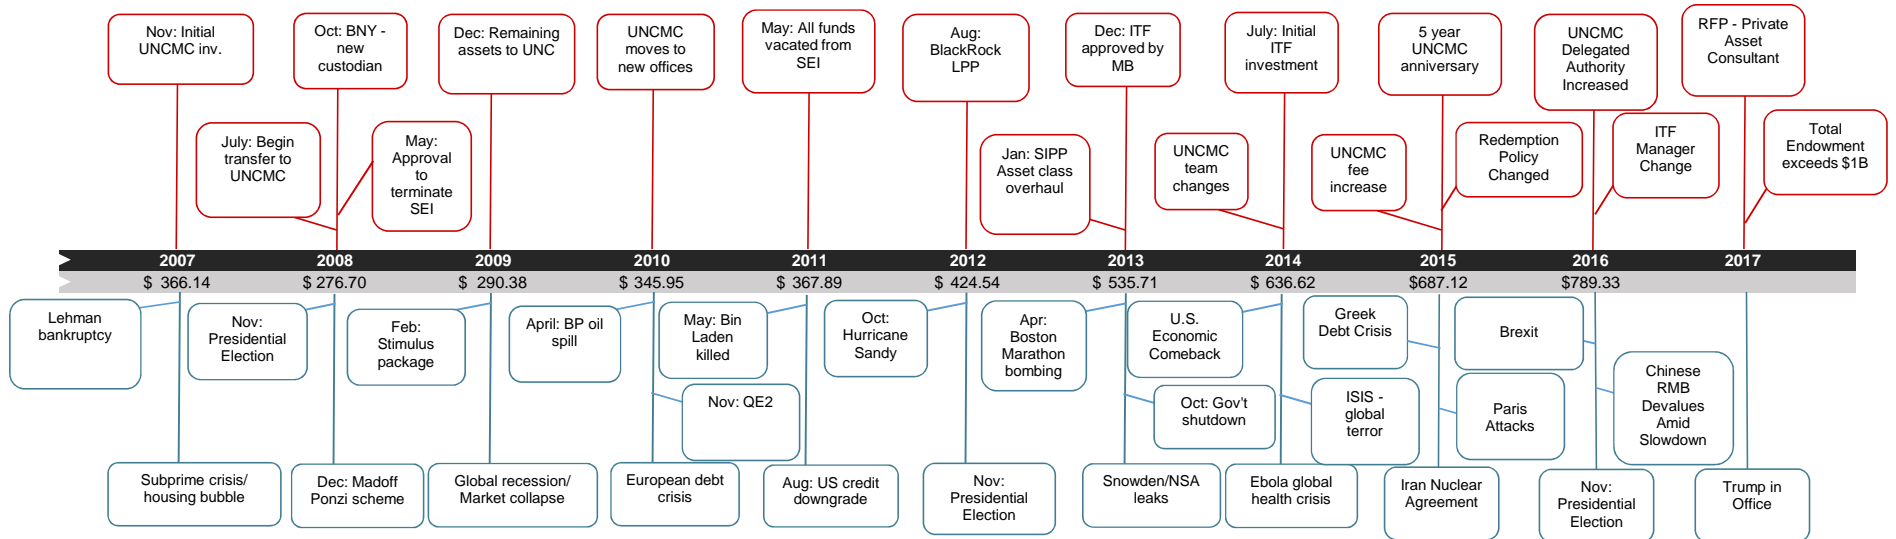 Nov: Initial
UNCMC inv.
Oct: BNY -
new
custodian
Dec: Remaining
assets to UNC
UNCMC
moves to
new offices
May: All funds
vacated from
SEI
Aug:
BlackRock
LPP
Dec: ITF
approved by
MB
July: Initial
ITF
investment
5 year
UNCMC
anniversary
UNCMC
Delegated
Authority
Increased
RFP - Private
Asset
Consultant
July: Begin
transfer to
UNCMC
May:
Approval
to
terminate
SEI
Jan: SIPP
Asset class
overhaul
UNCMC
team
changes
UNCMC
fee
increase
Redemption
Policy
Changed
ITF
Manager
Change
Total
Endowment
exceeds $1B
2007 2008 2009 2010 2011 2012 2013 2014 2015 2016 2017
$ 366.14 $ 276.70 $ 290.38 $ 345.95 $ 367.89 $ 424.54 $ 535.71 $ 636.62 $687.12 $789.33
Lehman
bankruptcy
Nov:
Presidential
Election
Feb:
Stimulus
package
April: BP oil
spill
May: Bin
Laden
killed
Oct:
Hurricane
Sandy
Apr:
Boston
Marathon
bombing
U.S.
Economic
Comeback
Greek
Debt Crisis
Brexit
Nov: QE2
Oct: Gov't
shutdown
ISIS -
global
terror
Paris
Attacks
Chinese
RMB
Devalues
Amid
Slowdown
Subprime crisis/
housing bubble
Dec: Madoff
Ponzi scheme
Global recession/
Market collapse
European debt
crisis
Aug: US credit
downgrade
Nov:
Presidential
Election
Snowden/NSA
leaks
Ebola global
health crisis
Iran Nuclear
Agreement
Nov:
Presidential
Election
Trump in
Office